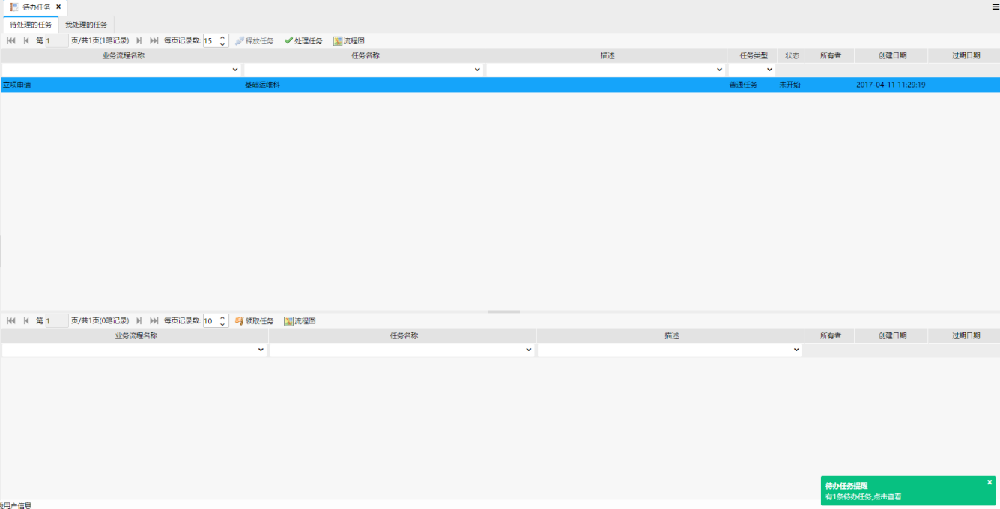 待办任务 ×
待处理的任务 我处理的任务
第 1 页/共1页(1笔记录) 每页记录数: 15 释放任务 处理任务 流程图
业务流程名称 任务名称 描述 任务类型 状态 所有者 创建日期 过期日期
立项申请 基础运维科 普通任务 未开始 2017-04-11 11:29:19
第 1 页/共1页(0笔记录) 每页记录数: 10 领取任务 流程图
业务流程名称 任务名称 描述 所有者 创建日期 过期日期
待办任务提醒 ×
有1条待办任务,点击查看
用户信息